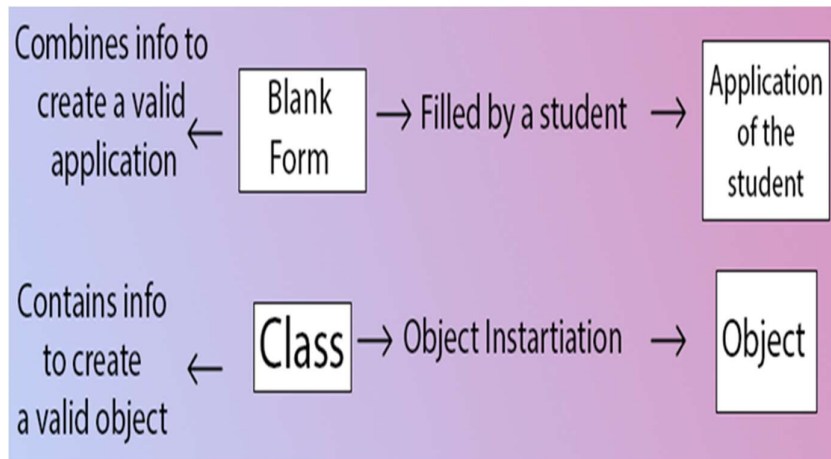 Combines info to
create a valid
application
←
Blank
Form
→ Filled by a student →
Application
of the
student
Contains info
to create
a valid object
←
Class
→ Object Instartiation →
Object